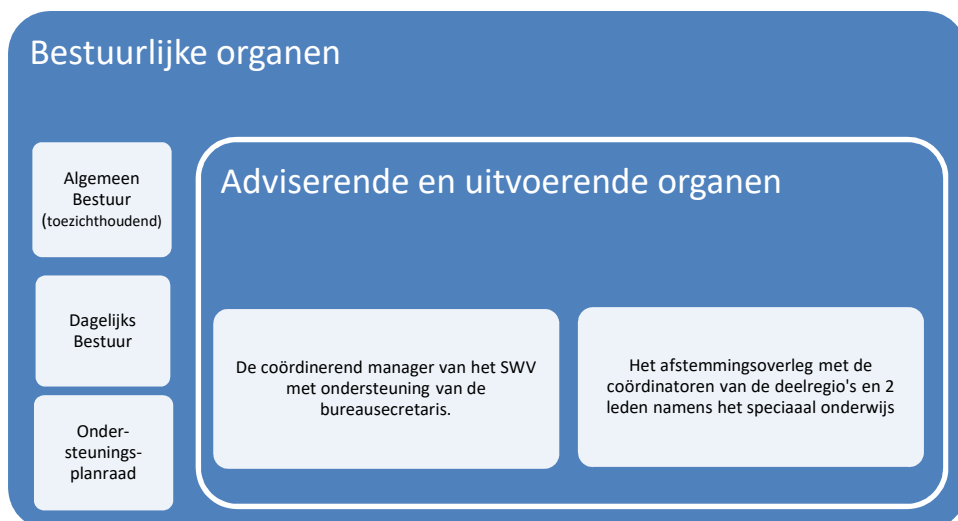 Bestuurlijke organen
Algemeen
Bestuur
(toezichthoudend)
Dagelijks
Bestuur
Onder-
steunings-
planraad
Adviserende en uitvoerende organen
De coördinerend manager van het SWV
met ondersteuning van de
bureausecretaris.
Het afstemmingsoverleg met de
coördinatoren van de deelregio's en 2
leden namens het speciaaal onderwijs